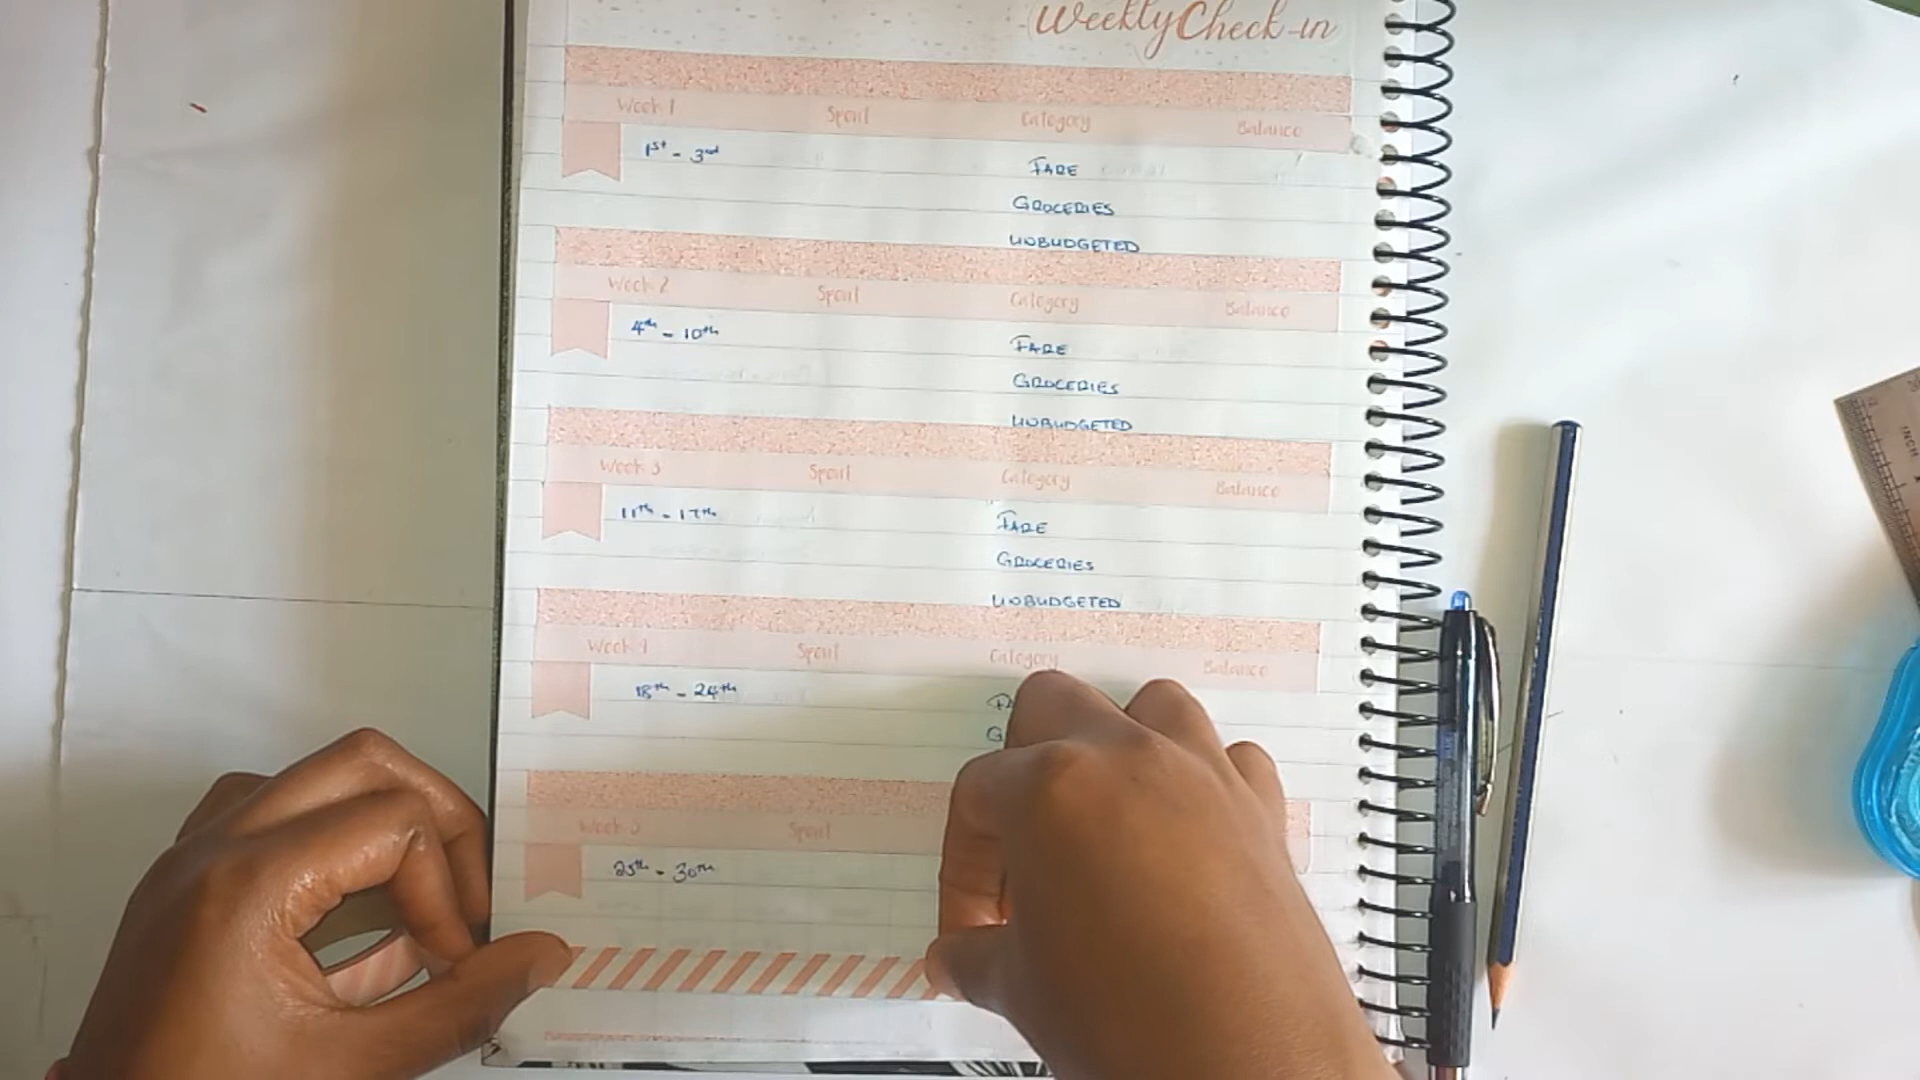 Weekly Check-in
Week 1 Spent Category Balance
1st - 3rd FARE
GROCERIES
UNBUDGETED
Week 2 Spent Category Balance
4th - 10th FARE
GROCERIES
UNBUDGETED
Week 3 Spent Category Balance
11th - 17th FARE
GROCERIES
UNBUDGETED
Week 4 Spent Category Balance
18th - 24th
G
Week 5 Spent
25th - 30th
INCH